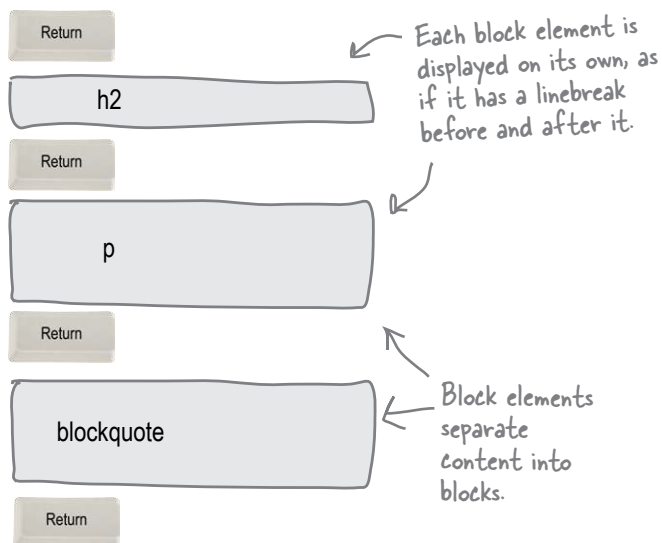 Return
Each block element is
displayed on its own, as
if it has a linebreak
before and after it.
h2
Return
p
Return
Block elements
separate
content into
blocks.
blockquote
Return